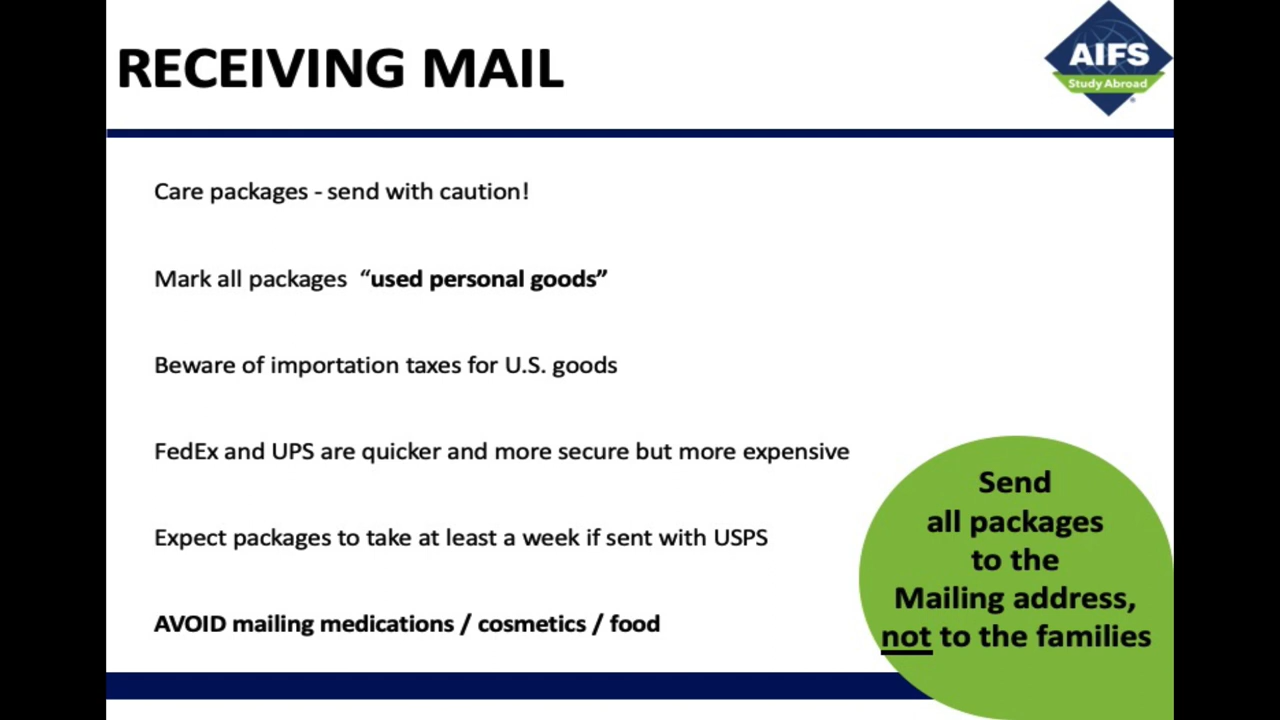 RECEIVING MAIL
AIFS
Study Abroad
Care packages - send with caution!
Mark all packages “used personal goods”
Beware of importation taxes for U.S. goods
FedEx and UPS are quicker and more secure but more expensive
Expect packages to take at least a week if sent with USPS
AVOID mailing medications / cosmetics / food
Send
all packages
to the
Mailing address,
not to the families